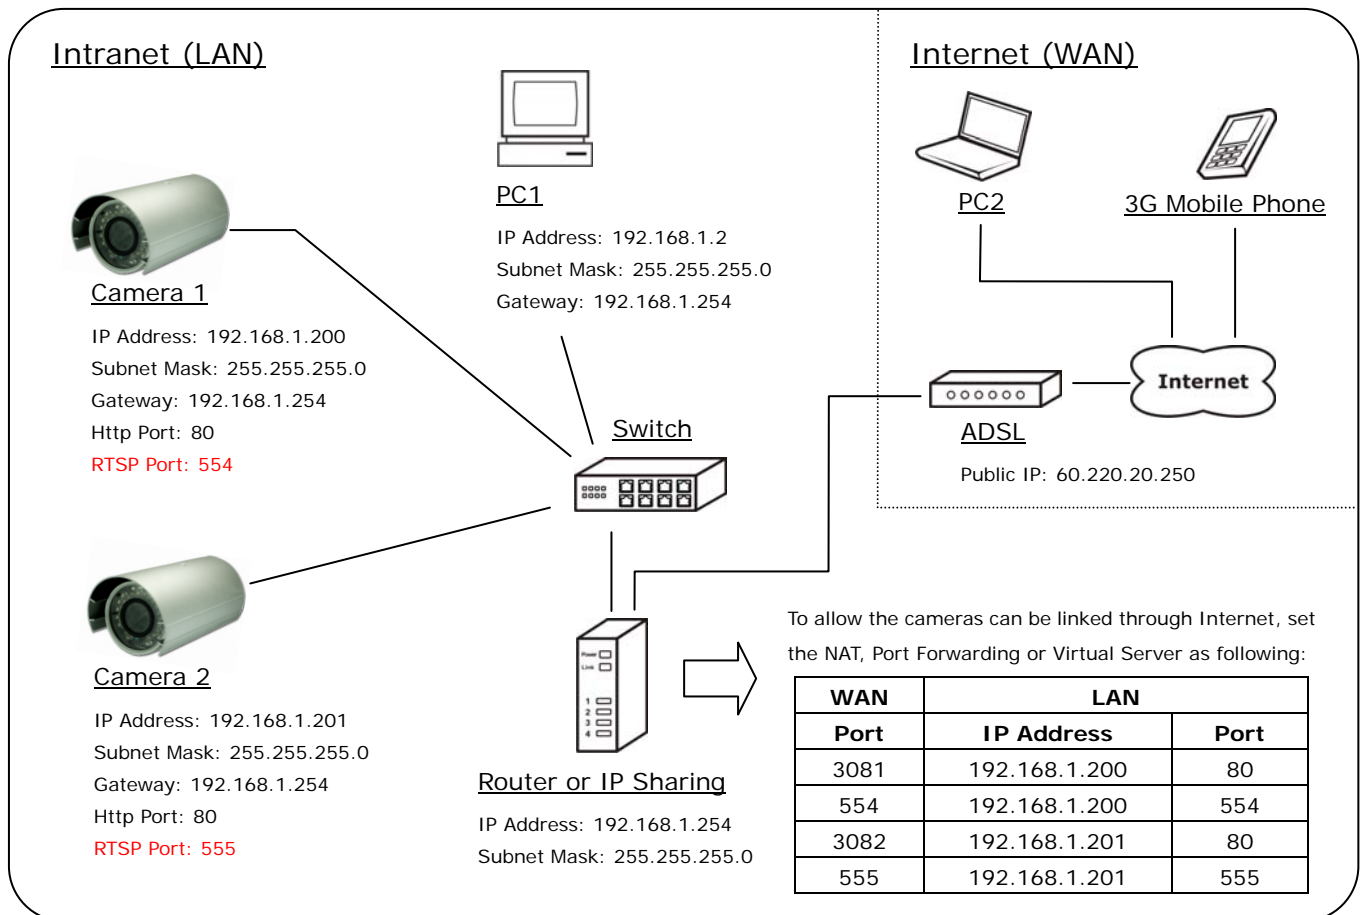 Intranet (LAN)
Internet (WAN)
PC1
IP Address: 192.168.1.2
Subnet Mask: 255.255.255.0
Gateway: 192.168.1.254
PC2
3G Mobile Phone
Camera 1
IP Address: 192.168.1.200
Subnet Mask: 255.255.255.0
Gateway: 192.168.1.254
Http Port: 80
RTSP Port: 554
Internet
ADSL
Public IP: 60.220.20.250
Switch
Camera 2
IP Address: 192.168.1.201
Subnet Mask: 255.255.255.0
Gateway: 192.168.1.254
Http Port: 80
RTSP Port: 555
Power
Link
1
2
3
4
Router or IP Sharing
IP Address: 192.168.1.254
Subnet Mask: 255.255.255.0
To allow the cameras can be linked through Internet, set
the NAT, Port Forwarding or Virtual Server as following:
WAN LAN
Port IP Address Port
3081 192.168.1.200 80
554 192.168.1.200 554
3082 192.168.1.201 80
555 192.168.1.201 555